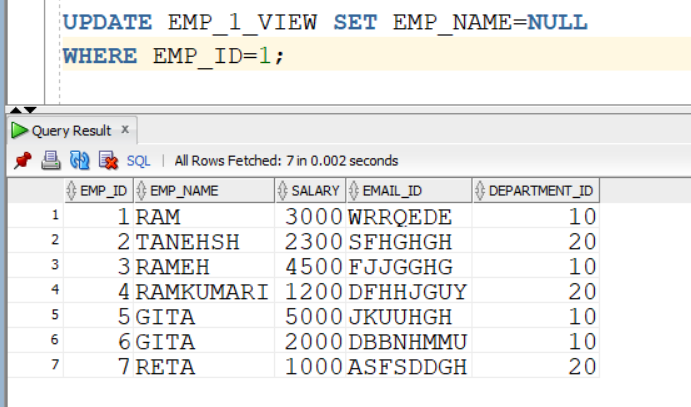 UPDATE EMP_1_VIEW SET EMP_NAME=NULL
WHERE EMP_ID=1;
Query Result x
SQL | All Rows Fetched: 7 in 0.002 seconds
EMP_ID EMP_NAME SALARY EMAIL_ID DEPARTMENT_ID
1 1 RAM 3000 WRRQEDE 10
2 2 TANEHSH 2300 SFHGHGH 20
3 3 RAMEH 4500 FJJGGHG 10
4 4 RAMKUMARI 1200 DFHHJGUY 20
5 5 GITA 5000 JKUUHGH 10
6 6 GITA 2000 DBBNHMMU 10
7 7 RETA 1000 ASFSDDGH 20